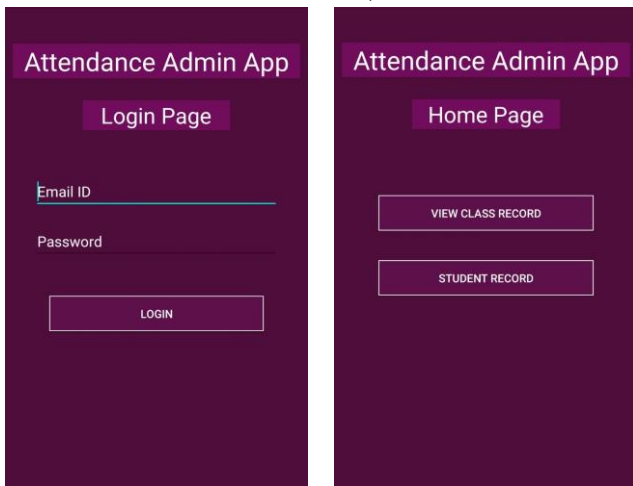 Attendance Admin App
Login Page
Email ID
Password
LOGIN
Attendance Admin App
Home Page
VIEW CLASS RECORD
STUDENT RECORD